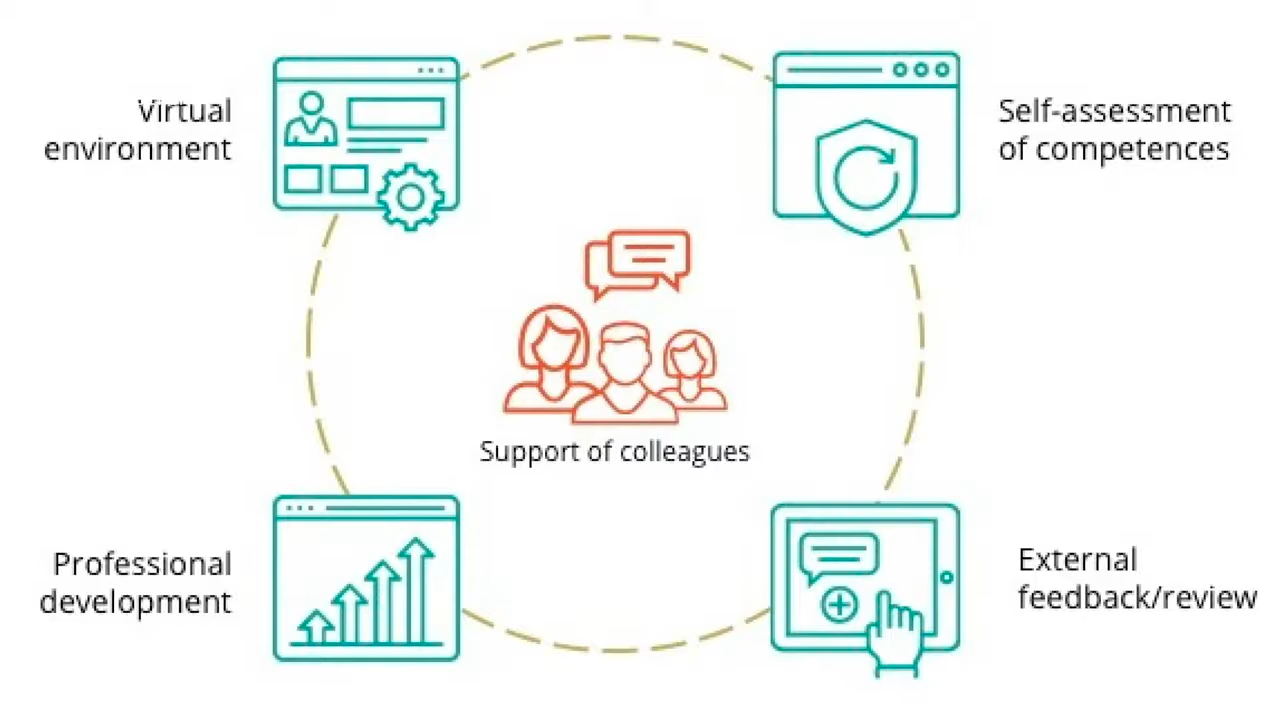 Virtual
environment
Self-assessment
of competences
Support of colleagues
Professional
development
External
feedback/review